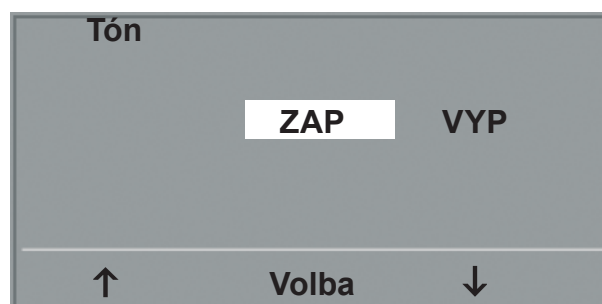 Tón
ZAP VYP
↑ Volba ↓